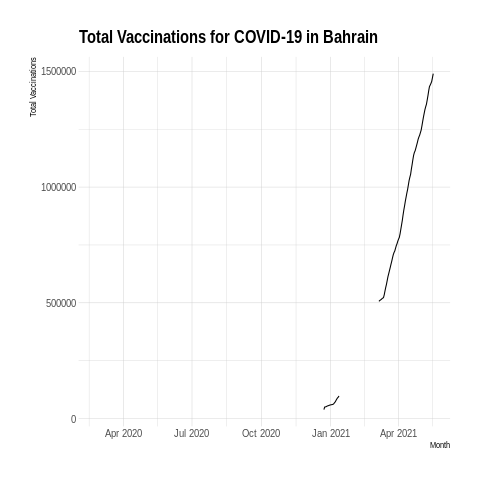 Total Vaccinations for COVID-19 in Bahrain
Total Vaccinations
1500000
1000000
500000
0
Apr 2020 Jul 2020 Oct 2020 Jan 2021 Apr 2021
Month